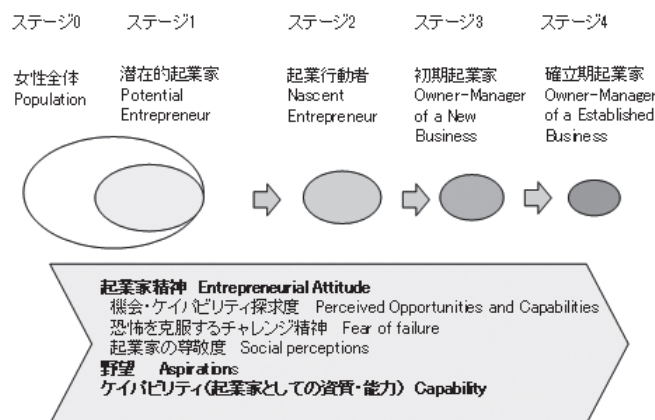 ステージ0 ステージ1 ステージ2 ステージ3 ステージ4
女性全体
Population
潜在的起業家
Potential
Entrepreneur
起業行動者
Nascent
Entrepreneur
初期起業家
Owner-Manager
of a New
Business
確立期起業家
Owner-Manager
of a Established
Business
起業家精神 Entrepreneurial Attitude
機会・ケイパビリティ探求度 Perceived Opportunities and Capabilities
恐怖を克服するチャレンジ精神 Fear of failure
起業家の尊敬度 Social perceptions
野望 Aspirations
ケイパビリティ(起業家としての資質・能力) Capability